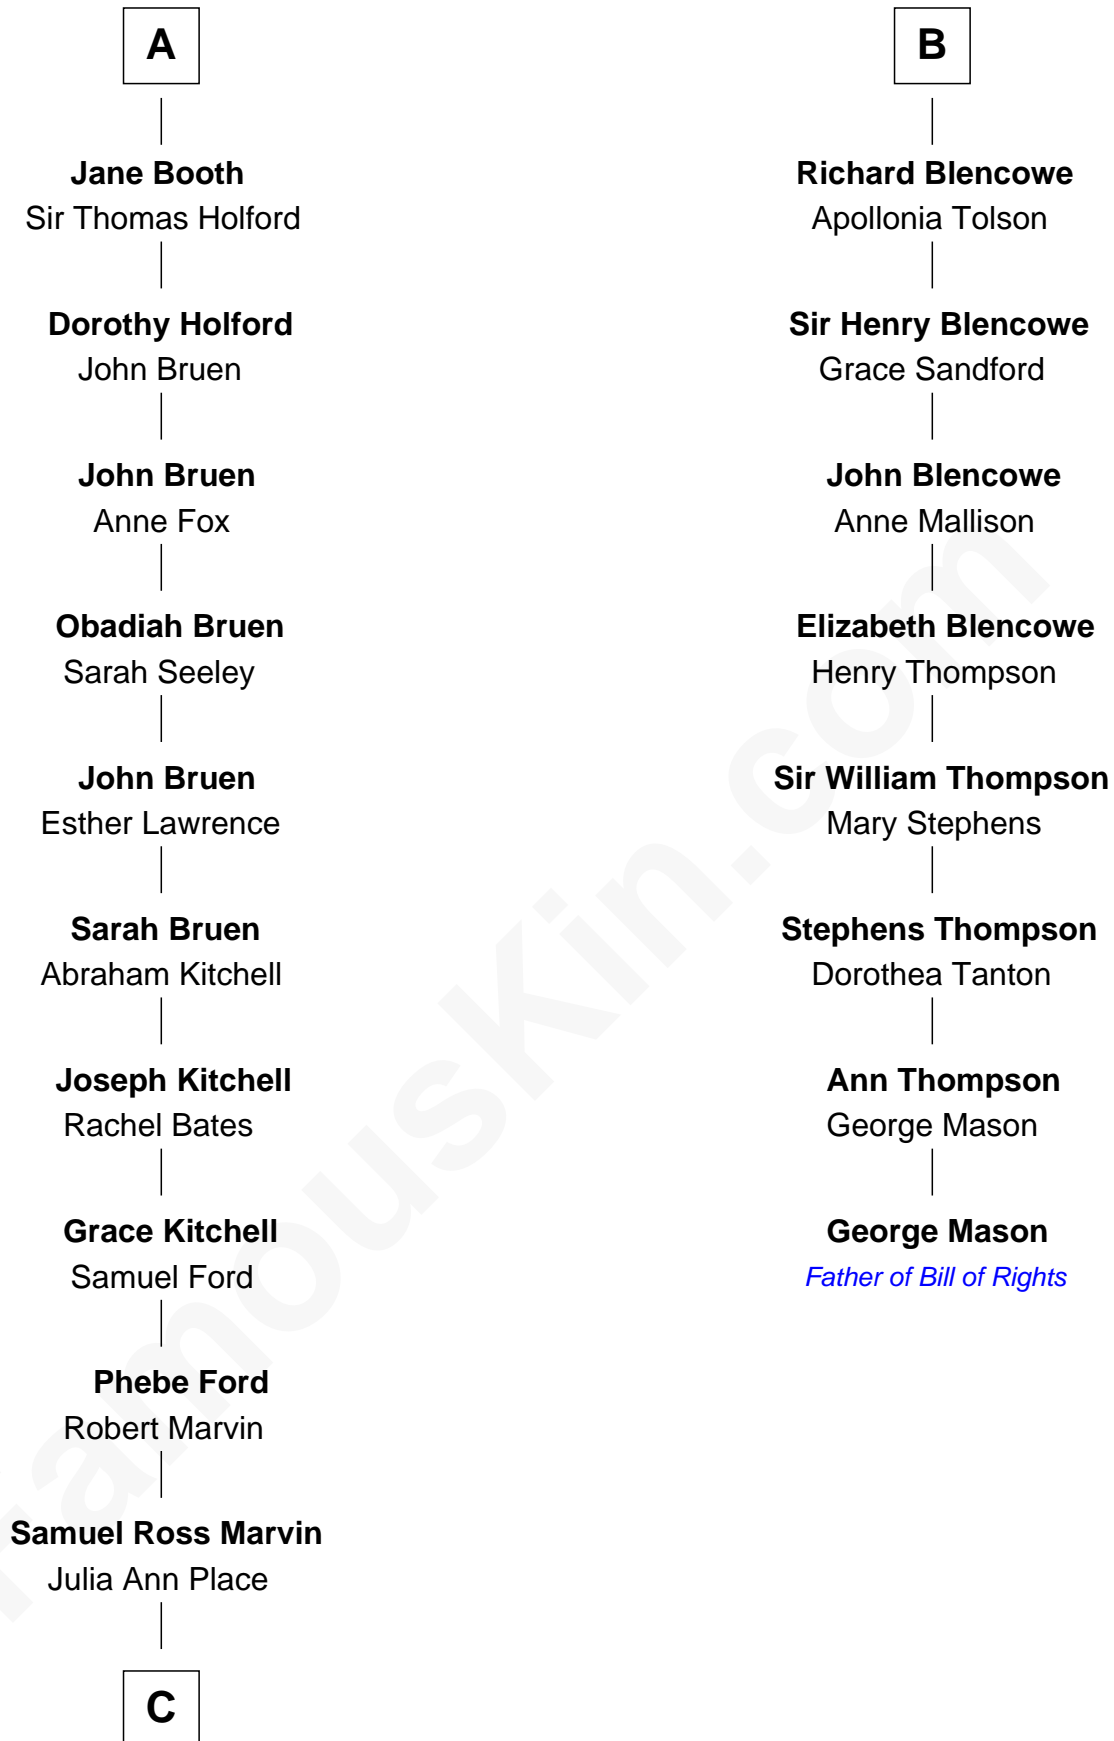 A
Jane Booth
Sir Thomas Holford
Dorothy Holford
John Bruen
John Bruen
Anne Fox
Obadiah Bruen
Sarah Seeley
John Bruen
Esther Lawrence
Sarah Bruen
Abraham Kitchell
Joseph Kitchell
Rachel Bates
Grace Kitchell
Samuel Ford
Phebe Ford
Robert Marvin
Samuel Ross Marvin
Julia Ann Place
C
B
Richard Blencowe
Apollonia Tolson
Sir Henry Blencowe
Grace Sandford
John Blencowe
Anne Mallison
Elizabeth Blencowe
Henry Thompson
Sir William Thompson
Mary Stephens
Stephens Thompson
Dorothea Tanton
Ann Thompson
George Mason
George Mason
Father of Bill of Rights
FamousKin.com